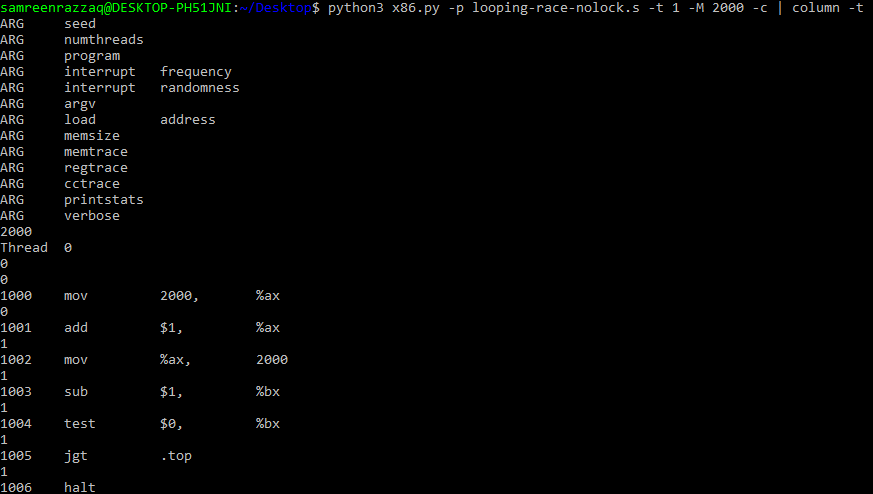 samreenrazzaq@DESKTOP-PH51JNI:~/Desktop$ python3 x86.py -p looping-race-nolock.s -t 1 -M 2000 -c | column -t
ARG     seed
ARG     numthreads
ARG     program
ARG     interrupt   frequency
ARG     interrupt   randomness
ARG     argv
ARG     load        address
ARG     memsize
ARG     memtrace
ARG     regtrace
ARG     cctrace
ARG     printstats
ARG     verbose
2000
Thread  0
0
0
1000    mov         2000,       %ax
0
1001    add         $1,         %ax
1
1002    mov         %ax,        2000
1
1003    sub         $1,         %bx
1
1004    test        $0,         %bx
1
1005    jgt         .top
1
1006    halt